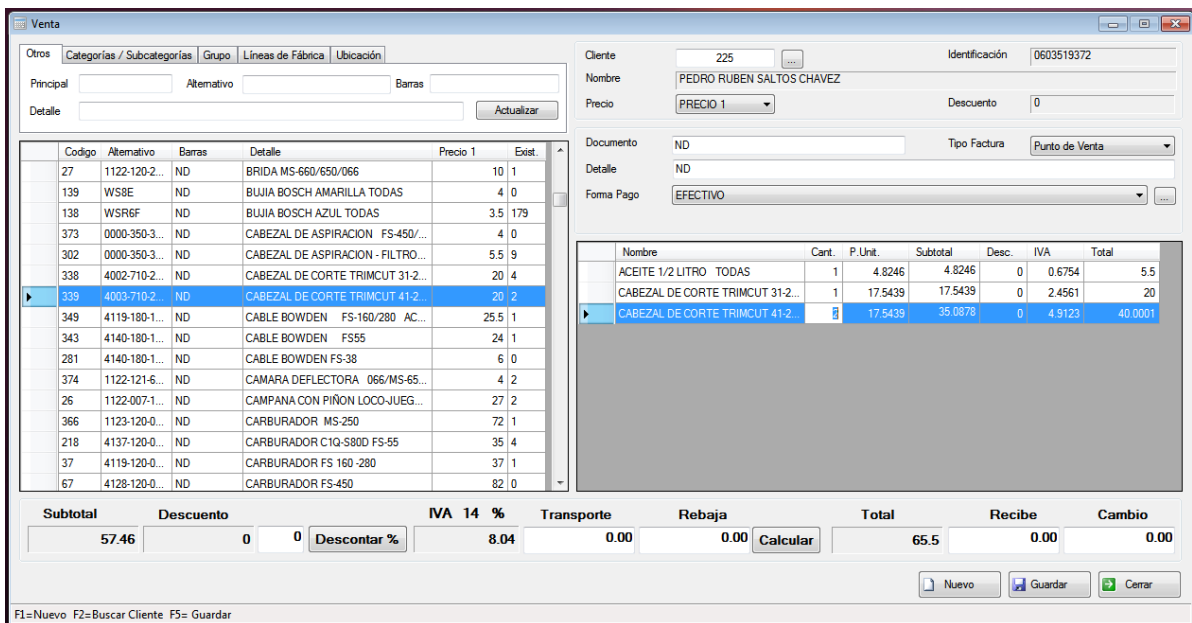 Venta
Otros Categorías / Subcategorías Grupo Líneas de Fábrica Ubicación
Principal Alternativo Barras
Detalle Actualizar
Codigo Alternativo Barras Detalle Precio 1 Exist.
27 1122-120-2... ND BRIDA MS-660/650/066 10 1
139 WS8E ND BUJIA BOSCH AMARILLA TODAS 4 0
138 WSR6F ND BUJIA BOSCH AZUL TODAS 3.5 179
373 0000-350-3... ND CABEZAL DE ASPIRACION FS-450/... 4 0
302 0000-350-3... ND CABEZAL DE ASPIRACION - FILTRO... 5.5 9
338 4002-710-2... ND CABEZAL DE CORTE TRIMCUT 31-2... 20 4
339 4003-710-2... ND CABEZAL DE CORTE TRIMCUT 41-2... 20 2
349 4119-180-1... ND CABLE BOWDEN FS-160/280 AC... 25.5 1
343 4140-180-1... ND CABLE BOWDEN FS55 24 1
281 4140-180-1... ND CABLE BOWDEN FS-38 6 0
374 1122-121-6... ND CAMARA DEFLECTORA 066/MS-65... 4 2
26 1122-007-1... ND CAMPANA CON PIÑON LOCO-JUEG... 27 2
366 1123-120-0... ND CARBURADOR MS-250 72 1
218 4137-120-0... ND CARBURADOR C1Q-S80D FS-55 35 4
37 4119-120-0... ND CARBURADOR FS 160 -280 37 1
67 4128-120-0... ND CARBURADOR FS-450 82 0
Cliente 225 ... Identificación 0603519372
Nombre PEDRO RUBEN SALTOS CHAVEZ
Precio PRECIO 1 Descuento 0
Documento ND Tipo Factura Punto de Venta
Detalle ND
Forma Pago EFECTIVO ...
Nombre Cant. P.Unit. Subtotal Desc. IVA Total
ACEITE 1/2 LITRO TODAS 1 4.8246 4.8246 0 0.6754 5.5
CABEZAL DE CORTE TRIMCUT 31-2... 1 17.5439 17.5439 0 2.4561 20
CABEZAL DE CORTE TRIMCUT 41-2... 2 17.5439 35.0878 0 4.9123 40.0001
Subtotal Descuento IVA 14 % Transporte Rebaja Total Recibe Cambio
57.46 0 0 Descontar % 8.04 0.00 0.00 Calcular 65.5 0.00 0.00
Nuevo Guardar Cerrar
F1=Nuevo F2=Buscar Cliente F5= Guardar